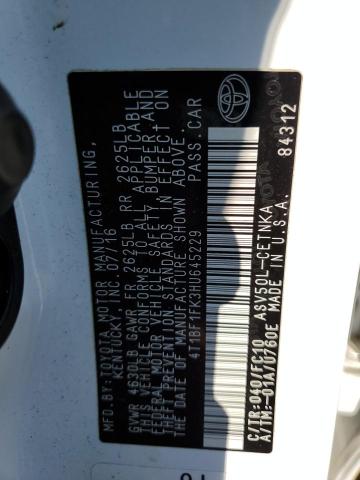 MFD. BY: TOYOTA MOTOR MANUFACTURING,
KENTUCKY, INC. 07/16
GVWR 4630LB GAWR FR 2625LB RR 2625LB
THIS VEHICLE CONFORMS TO ALL APPLICABLE
FEDERAL MOTOR VEHICLE SAFETY, BUMPER, AND
THEFT PREVENTION STANDARDS IN EFFECT ON
THE DATE OF MANUFACTURE SHOWN ABOVE.
4T1BF1FK3HU645229 PASS. CAR
C/TR: 040/FC10 ASV50L-CETNKA
A/TM: -01A/U760E MADE IN U.S.A.
84312